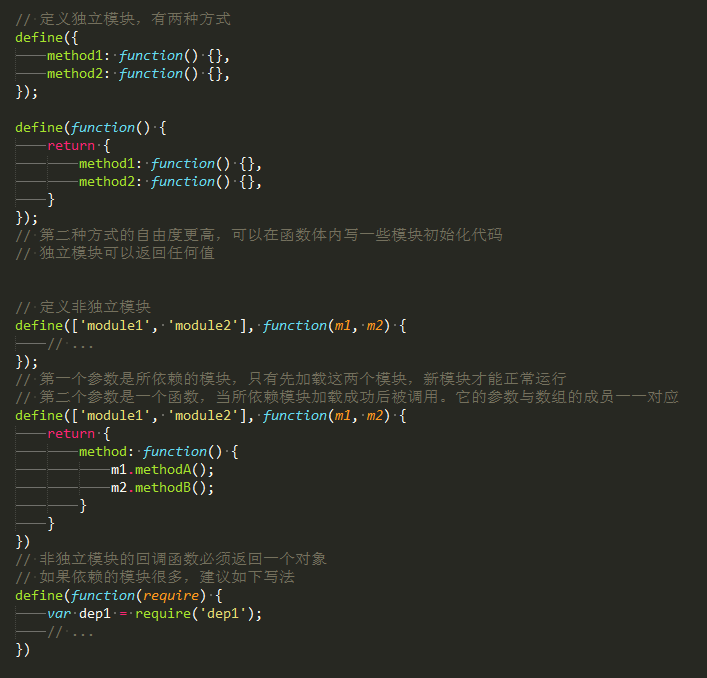 // 定义独立模块，有两种方式
define({
    method1: function() {},
    method2: function() {},
});

define(function() {
    return {
        method1: function() {},
        method2: function() {},
    }
});
// 第二种方式的自由度更高，可以在函数体内写一些模块初始化代码
// 独立模块可以返回任何值


// 定义非独立模块
define(['module1', 'module2'], function(m1, m2) {
    // ...
});
// 第一个参数是所依赖的模块，只有先加载这两个模块，新模块才能正常运行
// 第二个参数是一个函数，当所依赖模块加载成功后被调用。它的参数与数组的成员一一对应
define(['module1', 'module2'], function(m1, m2) {
    return {
        method: function() {
            m1.methodA();
            m2.methodB();
        }
    }
})
// 非独立模块的回调函数必须返回一个对象
// 如果依赖的模块很多，建议如下写法
define(function(require) {
    var dep1 = require('dep1');
    // ...
})